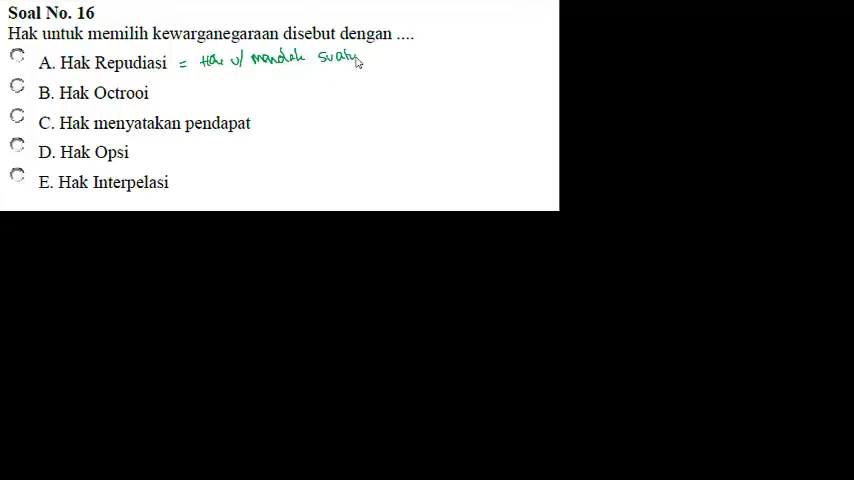 Soal No. 16
Hak untuk memilih kewarganegaraan disebut dengan ....
A. Hak Repudiasi = Hak u/ menolak suatu
B. Hak Octrooi
C. Hak menyatakan pendapat
D. Hak Opsi
E. Hak Interpelasi